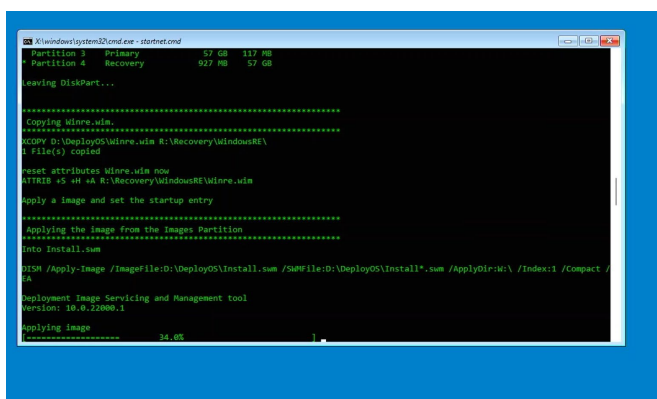 X:\windows\system32\cmd.exe - startnet.cmd
Partition 3    Primary           57 GB   117 MB
* Partition 4    Recovery         927 MB    57 GB
Leaving DiskPart...
***************************************************************
Copying Winre.wim.
***************************************************************
XCOPY D:\DeployOS\Winre.wim R:\Recovery\WindowsRE\
1 File(s) copied
reset attributes Winre.wim now
ATTRIB +S +H +A R:\Recovery\WindowsRE\Winre.wim
Apply a image and set the startup entry
***************************************************************
Applying the image from the Images Partition
***************************************************************
Into Install.swm
DISM /Apply-Image /ImageFile:D:\DeployOS\Install.swm /SWMFile:D:\DeployOS\Install*.swm /ApplyDir:W:\ /Index:1 /Compact /
EA
Deployment Image Servicing and Management tool
Version: 10.0.22000.1
Applying image
[-------------------       34.0%                           ]